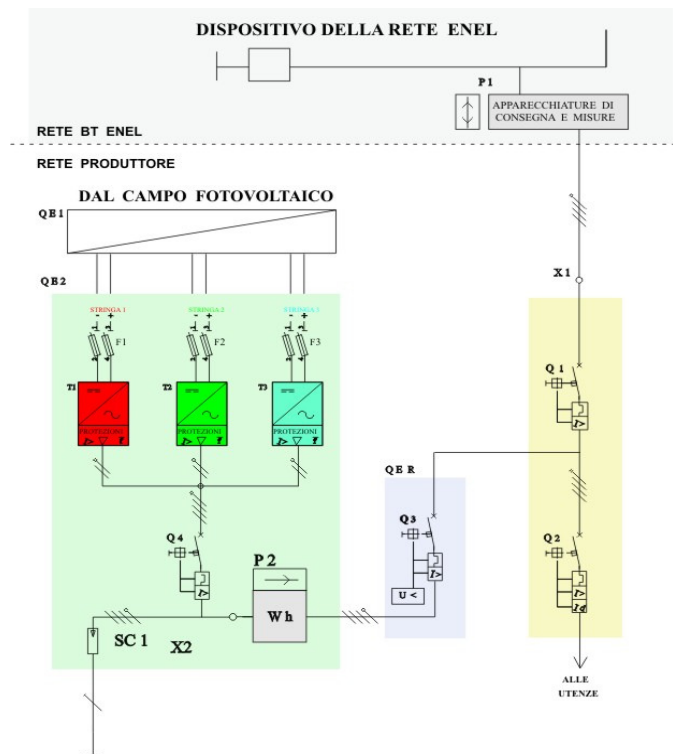 DISPOSITIVO DELLA RETE ENEL
P1
APPARECCHIATURE DI
CONSEGNA E MISURE
RETE BT ENEL
RETE PRODUTTORE
DAL CAMPO FOTOVOLTAICO
QE1
QE2
X1
STRINGA 1
STRINGA 2
STRINGA 3
- +
- +
- +
F1
F2
F3
T1
T2
T3
PROTEZIONI
PROTEZIONI
PROTEZIONI
I>
I>
I>
Q1
I>
QER
Q4
I>
Q3
I>
U<
Q2
I>
Id
P2
Wh
SC1
X2
ALLE
UTENZE